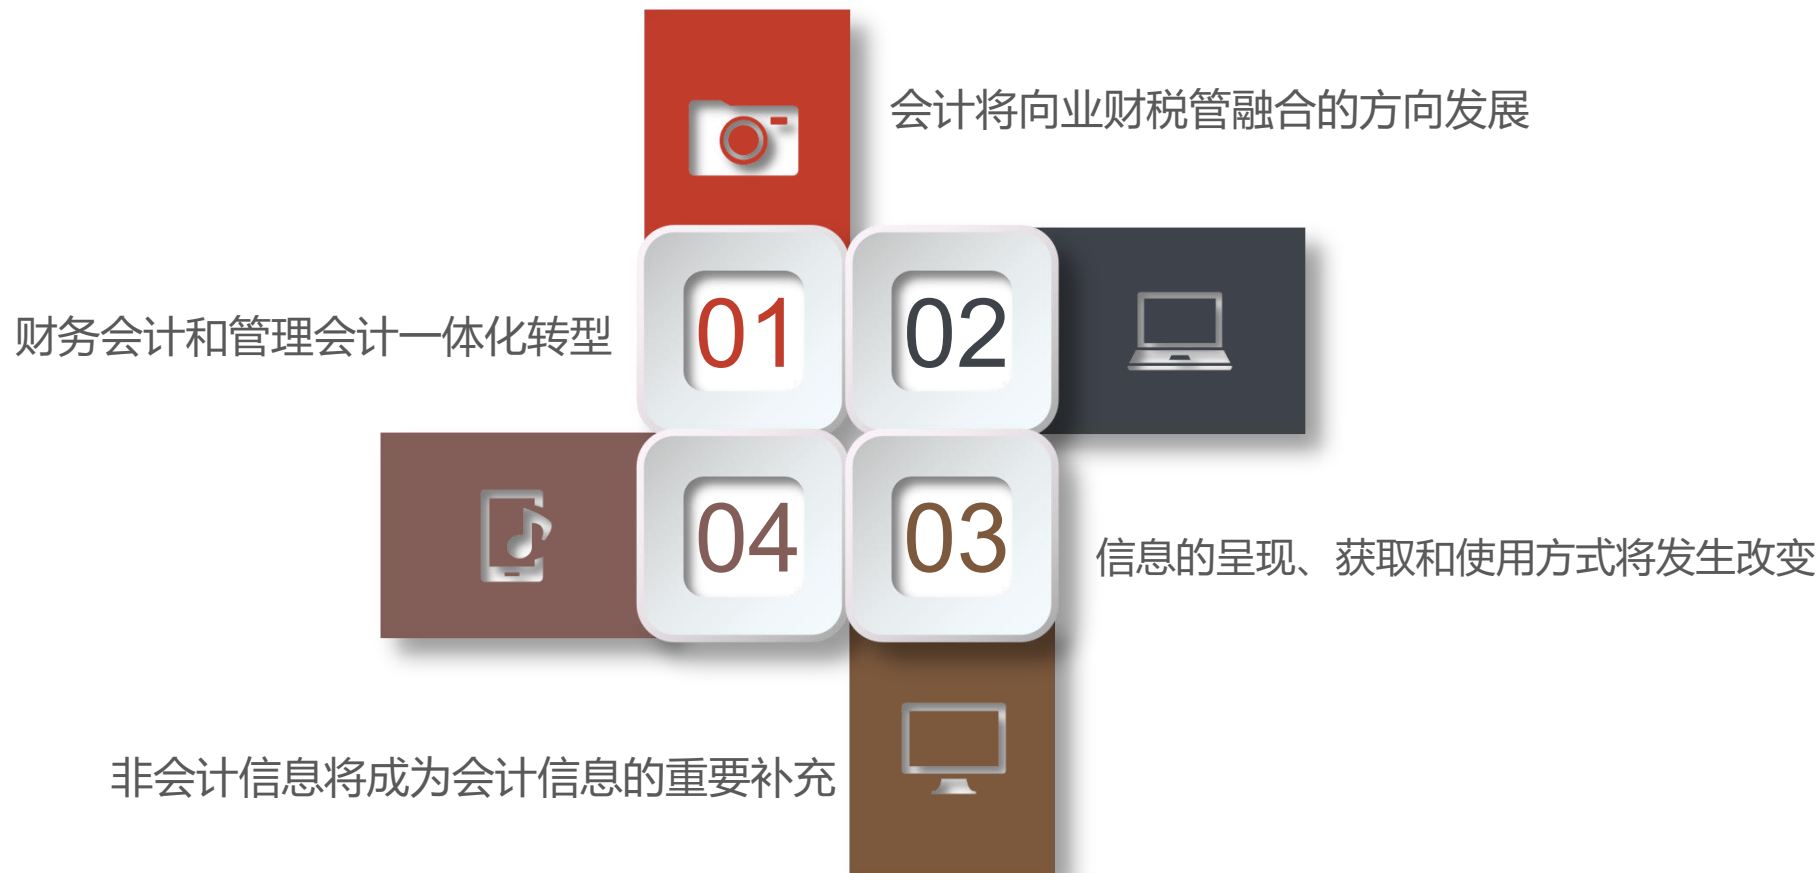 会计将向业财税管融合的方向发展
财务会计和管理会计一体化转型
01
02
04
03
信息的呈现、获取和使用方式将发生改变
非会计信息将成为会计信息的重要补充